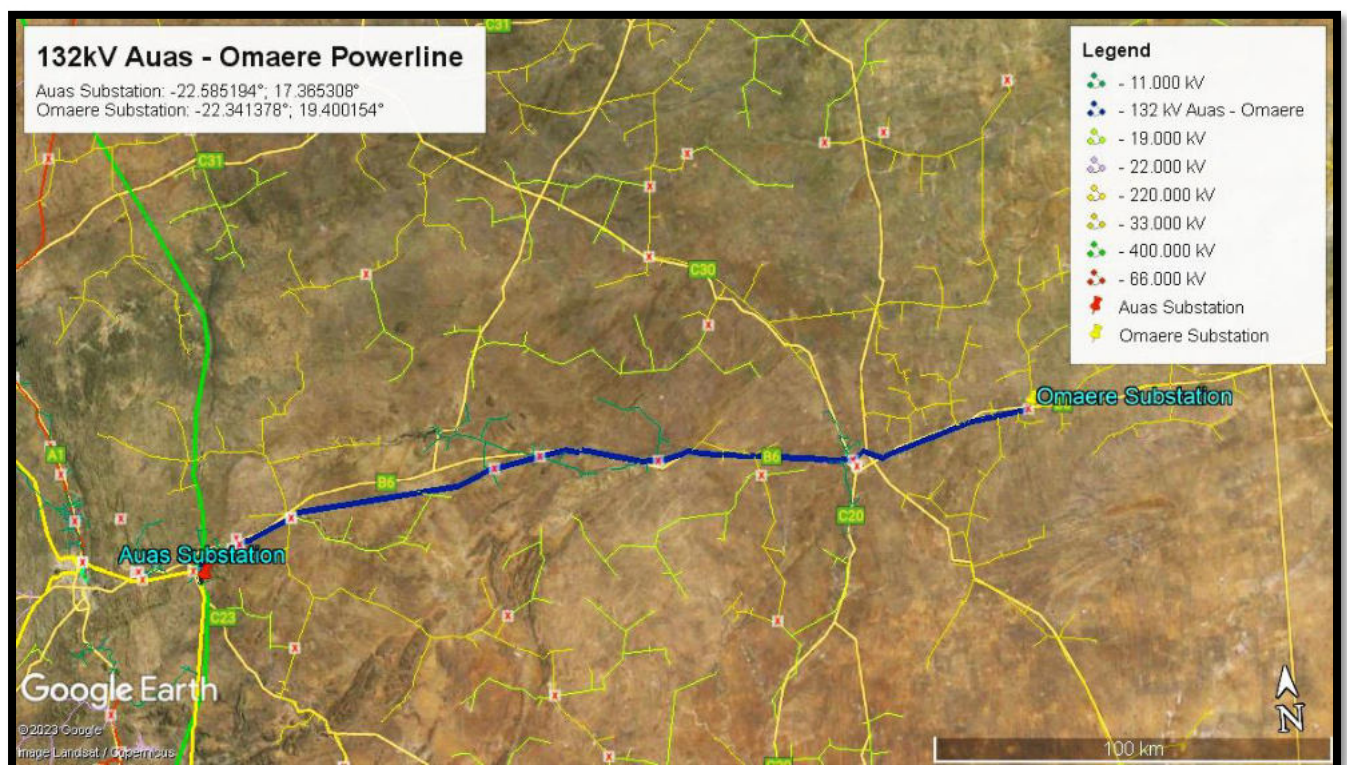 132kV Auas - Omaere Powerline
Auas Substation: -22.585194°; 17.365308°
Omaere Substation: -22.341378°; 19.400154°
Legend
- 11.000 kV
- 132 kV Auas - Omaere
- 19.000 kV
- 22.000 kV
- 220.000 kV
- 33.000 kV
- 400.000 kV
- 66.000 kV
Auas Substation
Omaere Substation
C31
C31
C30
Omaere Substation
A1
B6
B6
C20
Auas Substation
C23
Google Earth
©2023 Google
Image Landsat / Copernicus
N
100 km